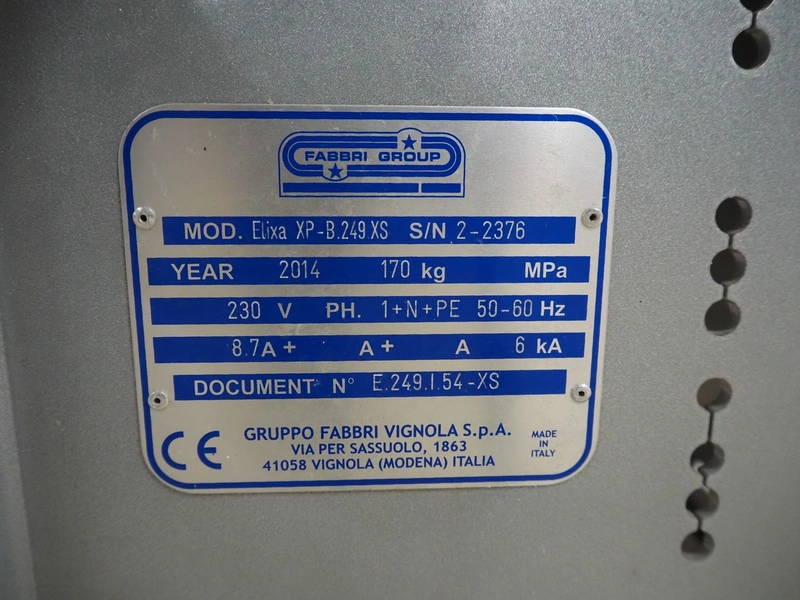 FABBRI GROUP
MOD. Elixa XP-B.249 XS S/N 2-2376
YEAR 2014 170 kg MPa
230 V PH. 1+N+PE 50-60 Hz
8.7A+ A+ A 6 kA
DOCUMENT N° E.249.I.54-XS
CE GRUPPO FABBRI VIGNOLA S.p.A. MADE IN ITALY
VIA PER SASSUOLO, 1863
41058 VIGNOLA (MODENA) ITALIA